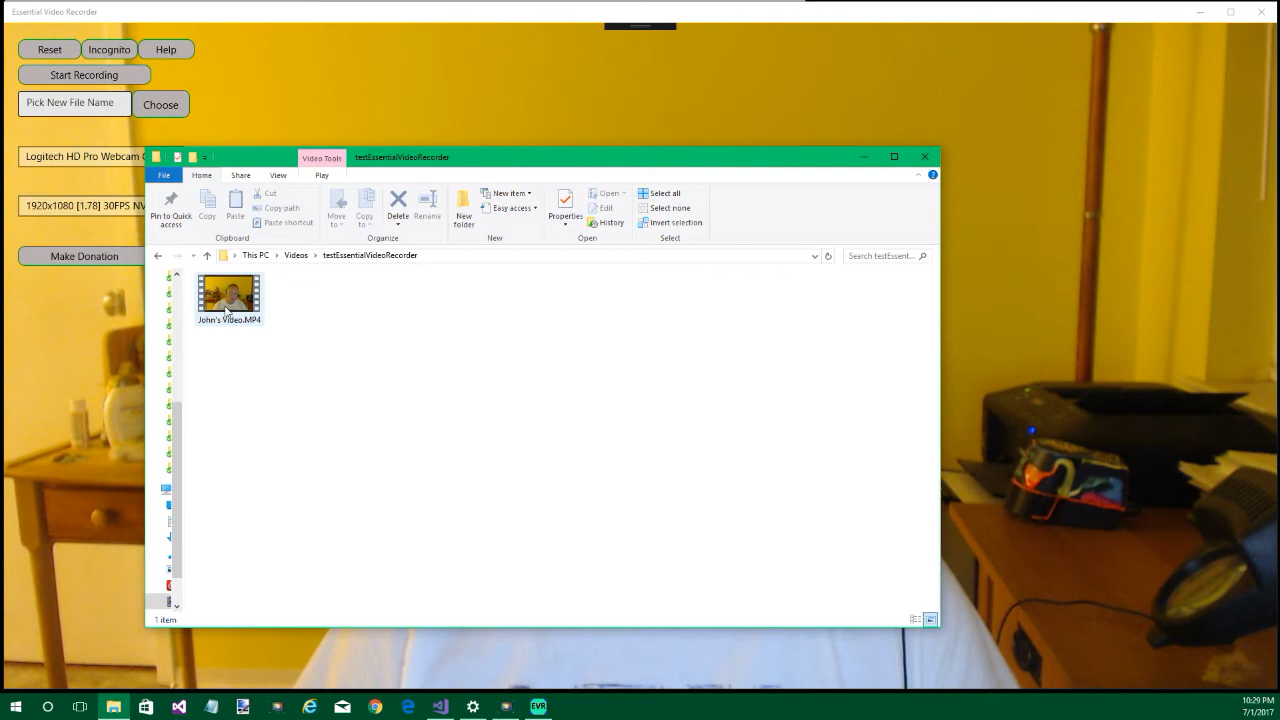 Essential Video Recorder
Reset Incognito Help
Start Recording
Pick New File Name Choose
Logitech HD Pro Webcam
1920x1080 [1.78] 30FPS NV
Make Donation
Video Tools testEssentialVideoRecorder
File Home Share View Play
Pin to Quick access
Copy
Paste
Cut
Copy path
Paste shortcut
Clipboard
Move to
Copy to
Delete
Rename
Organize
New folder
New item
Easy access
New
Properties
Open
Edit
History
Open
Select all
Select none
Invert selection
Select
This PC Videos testEssentialVideoRecorder
Search testEssent...
John's Video.MP4
1 item
EVR
10:29 PM
7/1/2017